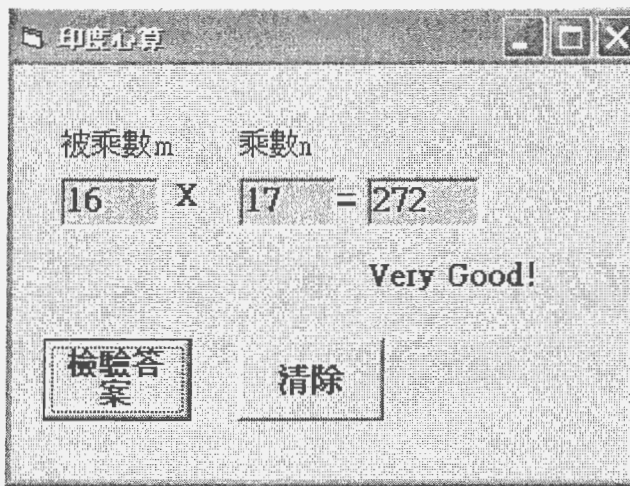 印度心算
被乘數m 乘數n
16 X 17 = 272
Very Good!
檢驗答
案 清除